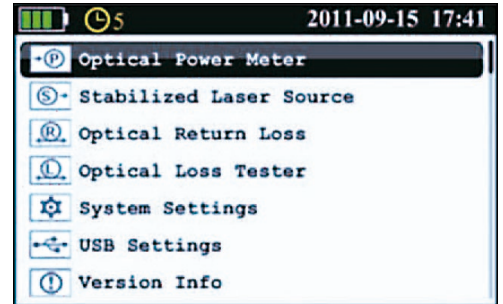 5 2011-09-15 17:41
P Optical Power Meter
S Stabilized Laser Source
R Optical Return Loss
L Optical Loss Tester
System Settings
USB Settings
! Version Info